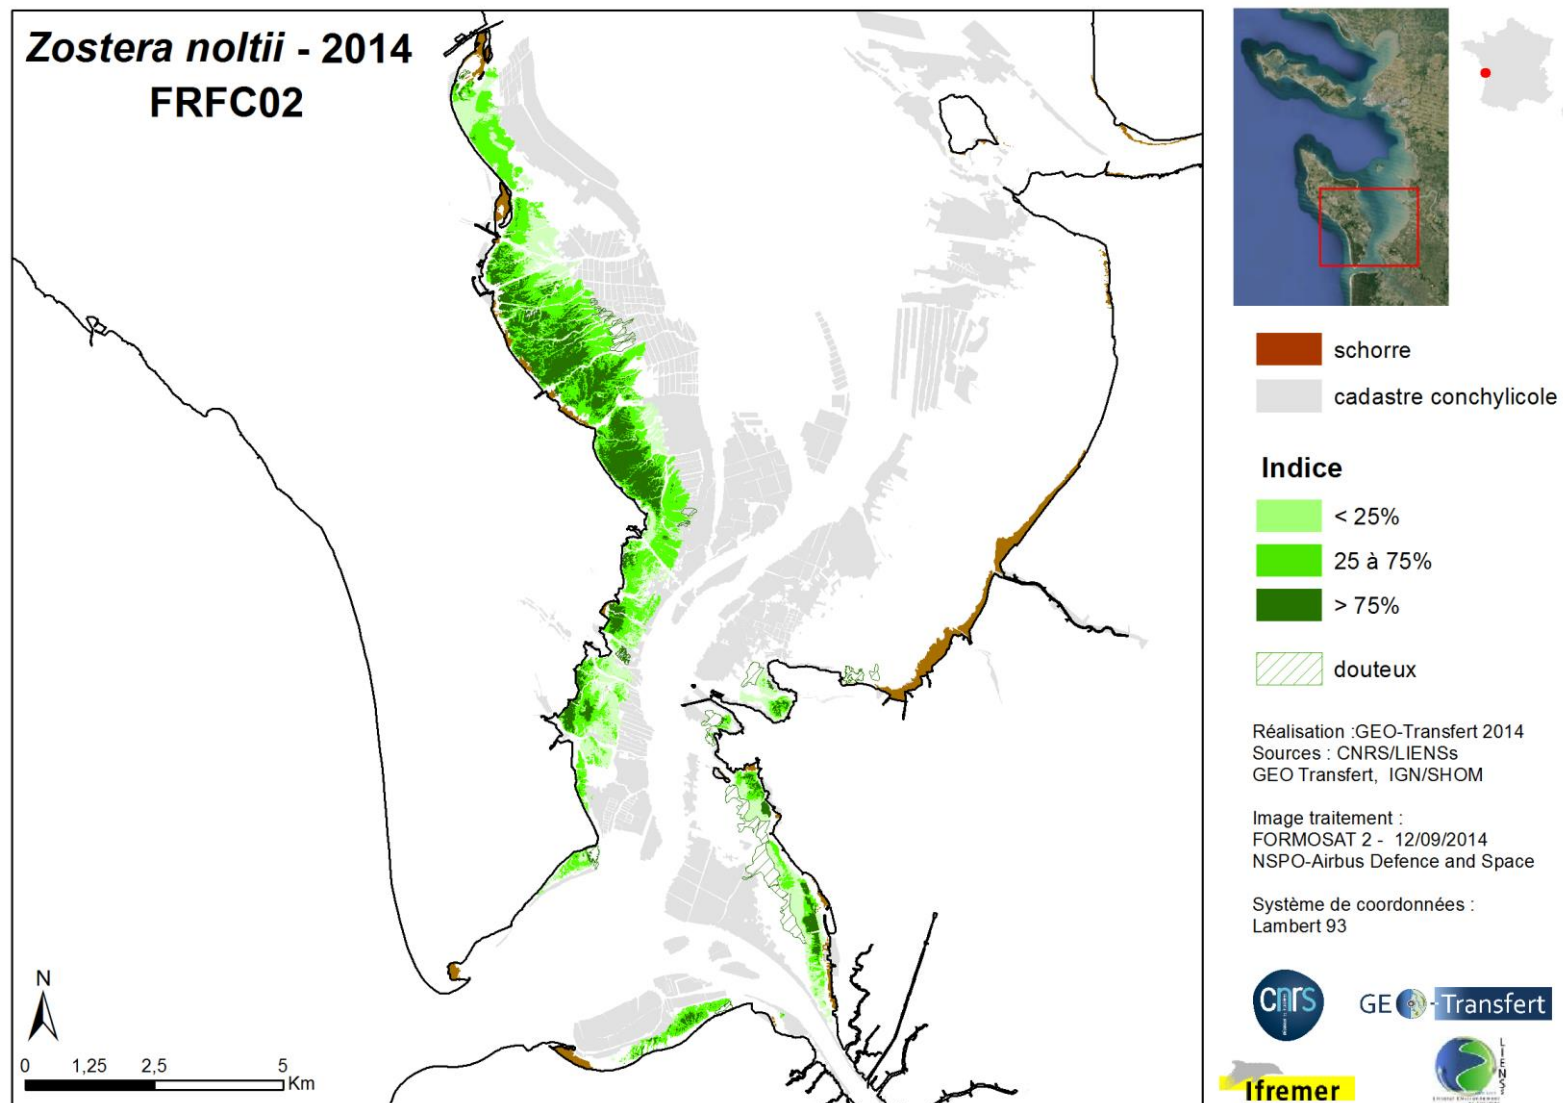 Zostera noltii - 2014
FRFC02
N
0 1,25 2,5 5
Km
schorre
cadastre conchylicole
Indice
< 25%
25 à 75%
> 75%
douteux
Réalisation :GEO-Transfert 2014
Sources : CNRS/LIENSs
GEO Transfert, IGN/SHOM
Image traitement :
FORMOSAT 2 - 12/09/2014
NSPO-Airbus Defence and Space
Système de coordonnées :
Lambert 93
cnrs
GEO-Transfert
Ifremer
LIENS